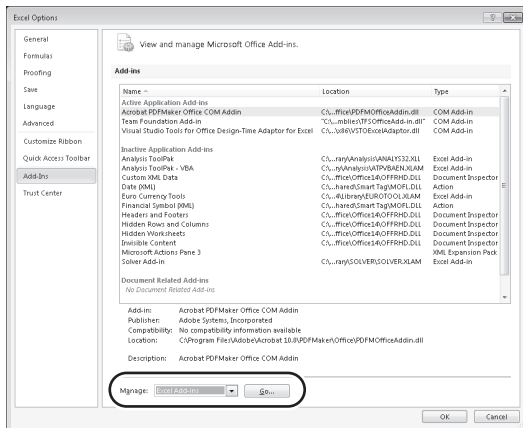 Excel Options
General
Formulas
Proofing
Save
Language
Advanced
Customize Ribbon
Quick Access Toolbar
Add-Ins
Trust Center
View and manage Microsoft Office Add-ins.
Add-ins
Name Location Type
Active Application Add-ins
Acrobat PDFMaker Office COM Addin C:\...ffice\PDFMOfficeAddin.dll COM Add-in
Team Foundation Add-in "C:\...mblies\TFSOfficeAdd-in.dll" COM Add-in
Visual Studio Tools for Office Design-Time Adaptor for Excel C:\...\x86\VSTOExcelAdaptor.dll COM Add-in
Inactive Application Add-ins
Analysis ToolPak C:\...rary\Analysis\ANALYS32.XLL Excel Add-in
Analysis ToolPak - VBA C:\...rary\Analysis\ATPVBAEN.XLAM Excel Add-in
Custom XML Data C:\...ffice\Office14\OFFRHD.DLL Document Inspector
Date (XML) C:\...hared\Smart Tag\MOFL.DLL Action
Euro Currency Tools C:\...4\Library\EUROTOOL.XLAM Excel Add-in
Financial Symbol (XML) C:\...hared\Smart Tag\MOFL.DLL Action
Headers and Footers C:\...ffice\Office14\OFFRHD.DLL Document Inspector
Hidden Rows and Columns C:\...ffice\Office14\OFFRHD.DLL Document Inspector
Hidden Worksheets C:\...ffice\Office14\OFFRHD.DLL Document Inspector
Invisible Content C:\...ffice\Office14\OFFRHD.DLL Document Inspector
Microsoft Actions Pane 3 XML Expansion Pack
Solver Add-in C:\...rary\SOLVER\SOLVER.XLAM Excel Add-in
Document Related Add-ins
No Document Related Add-ins
Add-in: Acrobat PDFMaker Office COM Addin
Publisher: Adobe Systems, Incorporated
Compatibility: No compatibility information available
Location: C:\Program Files\Adobe\Acrobat 10.0\PDFMaker\Office\PDFMOfficeAddin.dll
Description: Acrobat PDFMaker Office COM Addin
Manage: Excel Add-ins Go...
OK Cancel